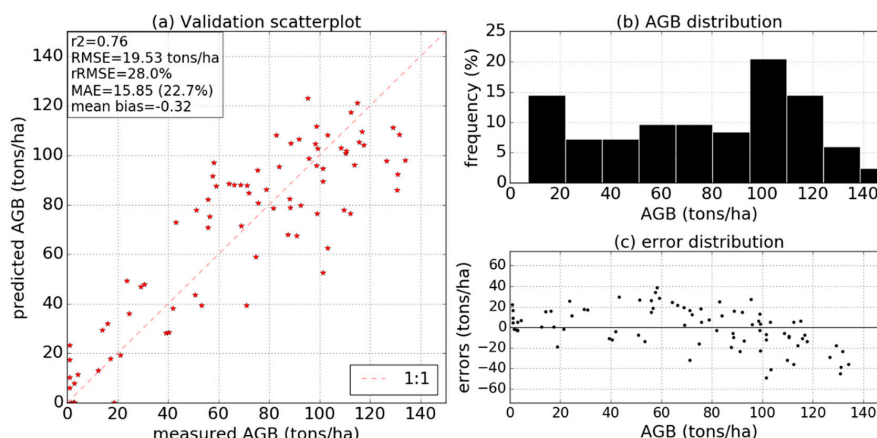 (a) Validation scatterplot
r2=0.76
RMSE=19.53 tons/ha
rRMSE=28.0%
MAE=15.85 (22.7%)
mean bias=-0.32
predicted AGB (tons/ha)
160
140
120
100
80
60
40
20
0
1:1
0 20 40 60 80 100 120 140
measured AGB (tons/ha)
(b) AGB distribution
frequency (%)
25
20
15
10
5
0
0 20 40 60 80 100 120 140
AGB (tons/ha)
(c) error distribution
errors (tons/ha)
60
40
20
0
−20
−40
−60
0 20 40 60 80 100 120 140
AGB (tons/ha)